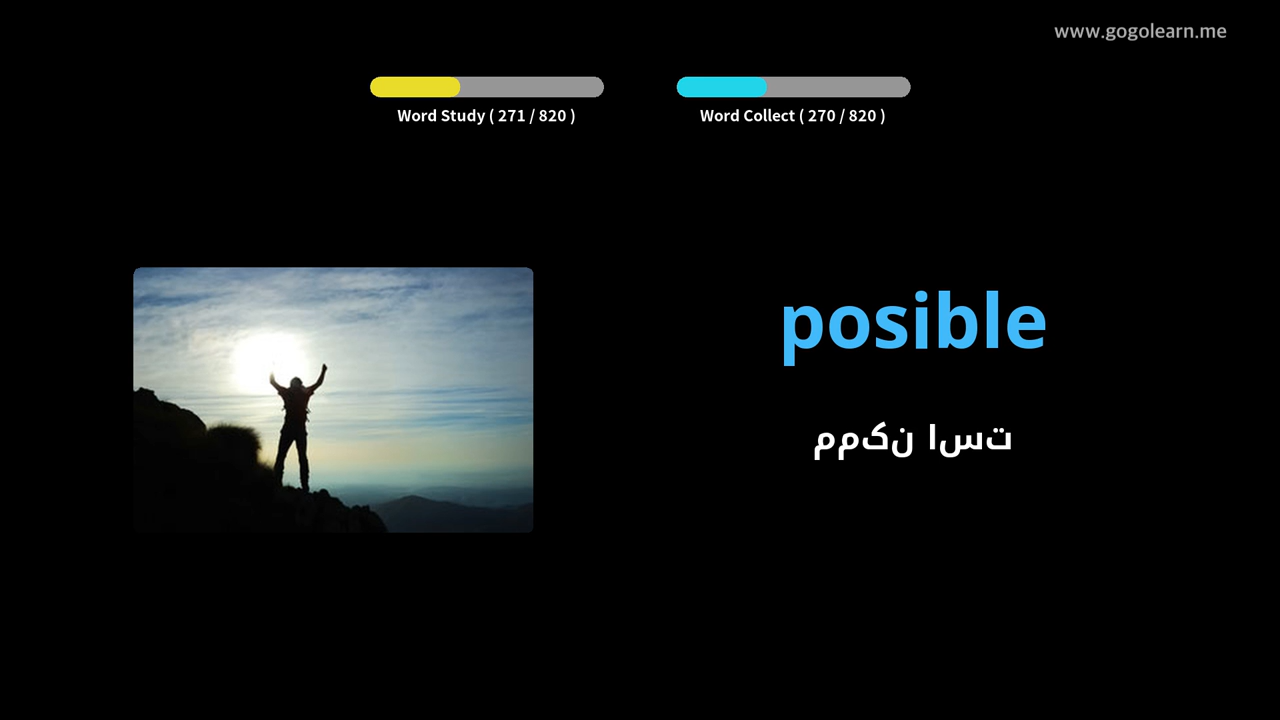 www.gogolearn.me
Word Study ( 271 / 820 )
Word Collect ( 270 / 820 )
posible
ممکن است